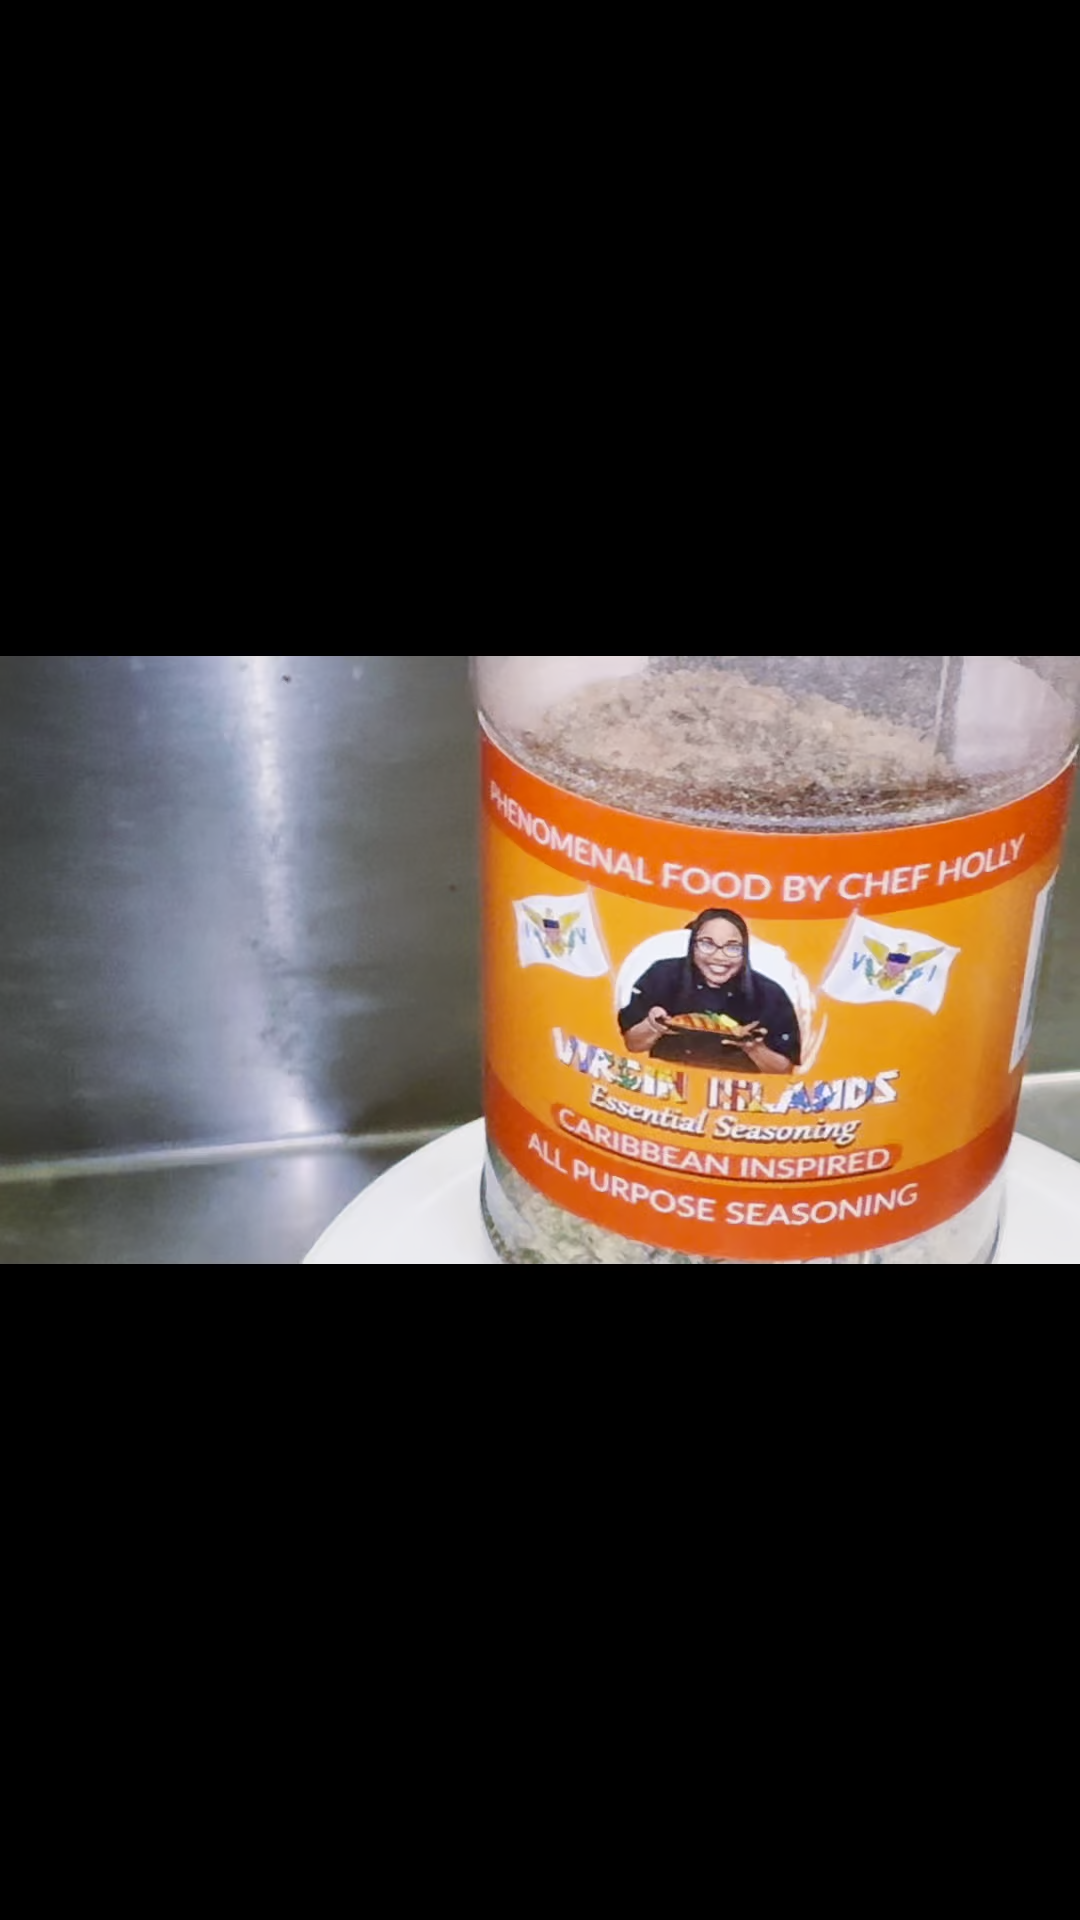 PHENOMENAL FOOD BY CHEF HOLLY
VIRGIN ISLANDS
Essential Seasoning
CARIBBEAN INSPIRED
ALL PURPOSE SEASONING